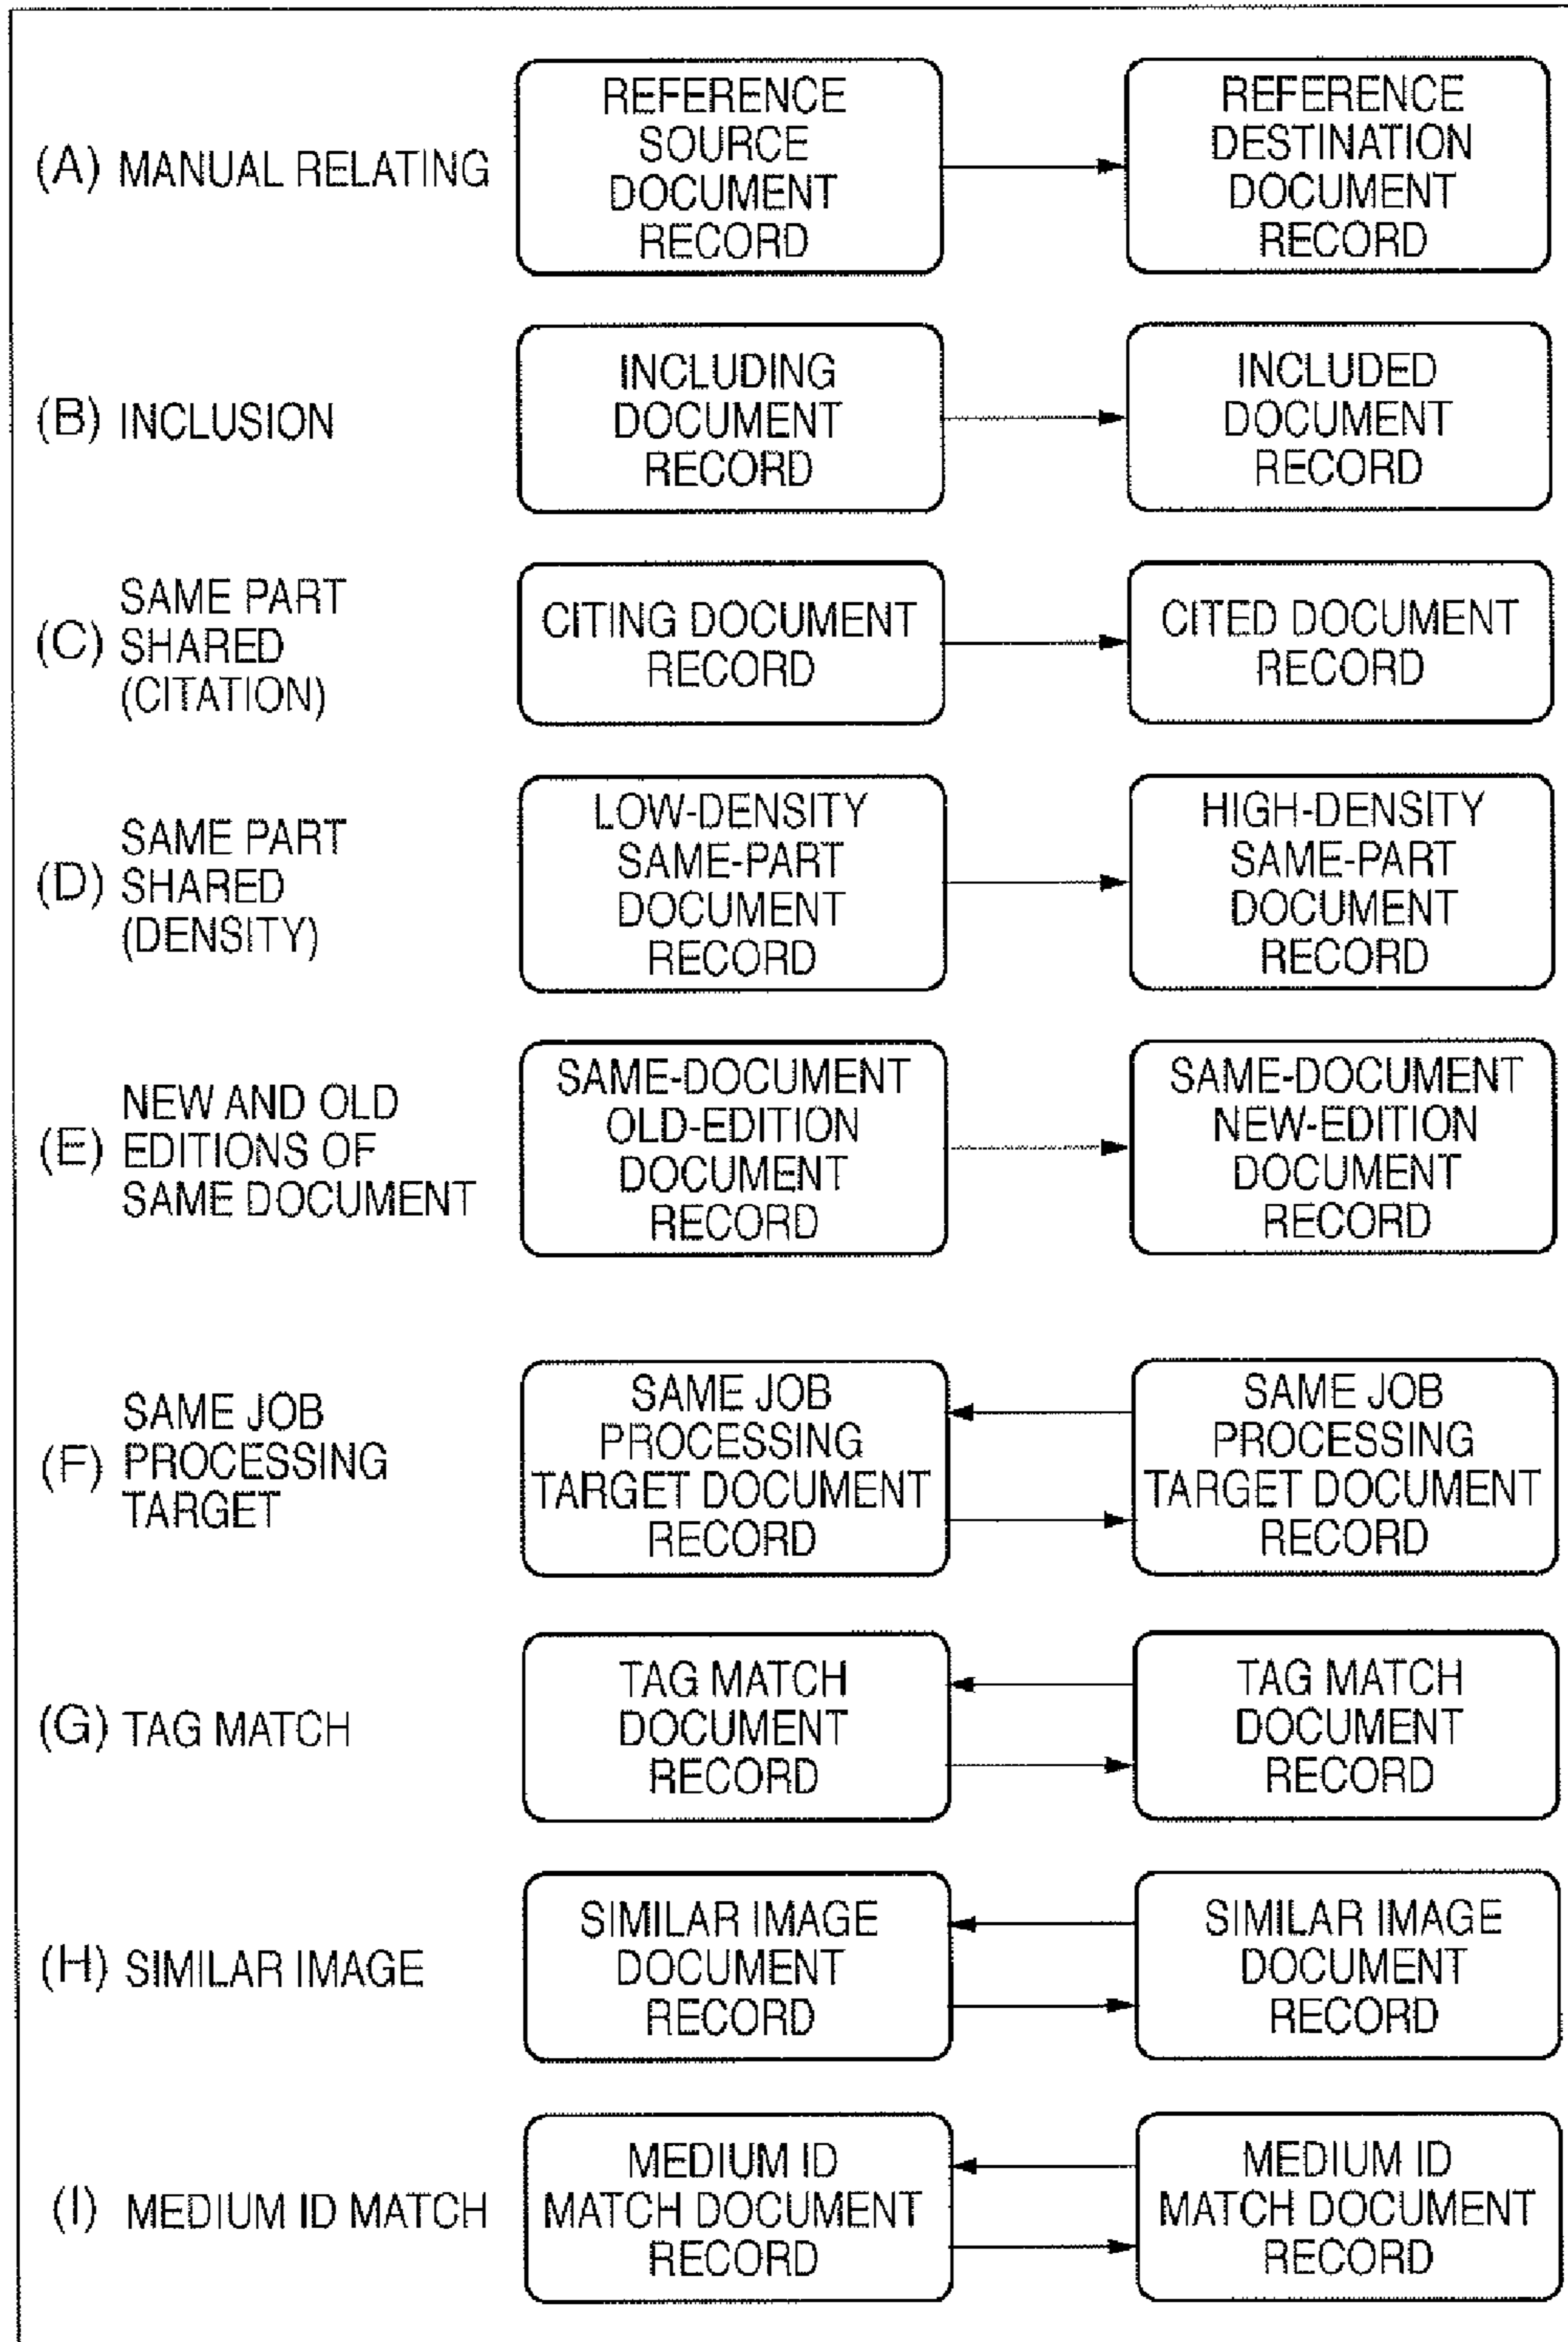 (A) MANUAL RELATING
REFERENCE
SOURCE
DOCUMENT
RECORD
REFERENCE
DESTINATION
DOCUMENT
RECORD
(B) INCLUSION
INCLUDING
DOCUMENT
RECORD
INCLUDED
DOCUMENT
RECORD
(C)
SAME PART
SHARED
(CITATION)
CITING DOCUMENT
RECORD
CITED DOCUMENT
RECORD
(D)
SAME PART
SHARED
(DENSITY)
LOW-DENSITY
SAME-PART
DOCUMENT
RECORD
HIGH-DENSITY
SAME-PART
DOCUMENT
RECORD
(E)
NEW AND OLD
EDITIONS OF
SAME DOCUMENT
SAME-DOCUMENT
OLD-EDITION
DOCUMENT
RECORD
SAME-DOCUMENT
NEW-EDITION
DOCUMENT
RECORD
(F)
SAME JOB
PROCESSING
TARGET
SAME JOB
PROCESSING
TARGET DOCUMENT
RECORD
SAME JOB
PROCESSING
TARGET DOCUMENT
RECORD
(G) TAG MATCH
TAG MATCH
DOCUMENT
RECORD
TAG MATCH
DOCUMENT
RECORD
(H) SIMILAR IMAGE
SIMILAR IMAGE
DOCUMENT
RECORD
SIMILAR IMAGE
DOCUMENT
RECORD
(I) MEDIUM ID MATCH
MEDIUM ID
MATCH DOCUMENT
RECORD
MEDIUM ID
MATCH DOCUMENT
RECORD